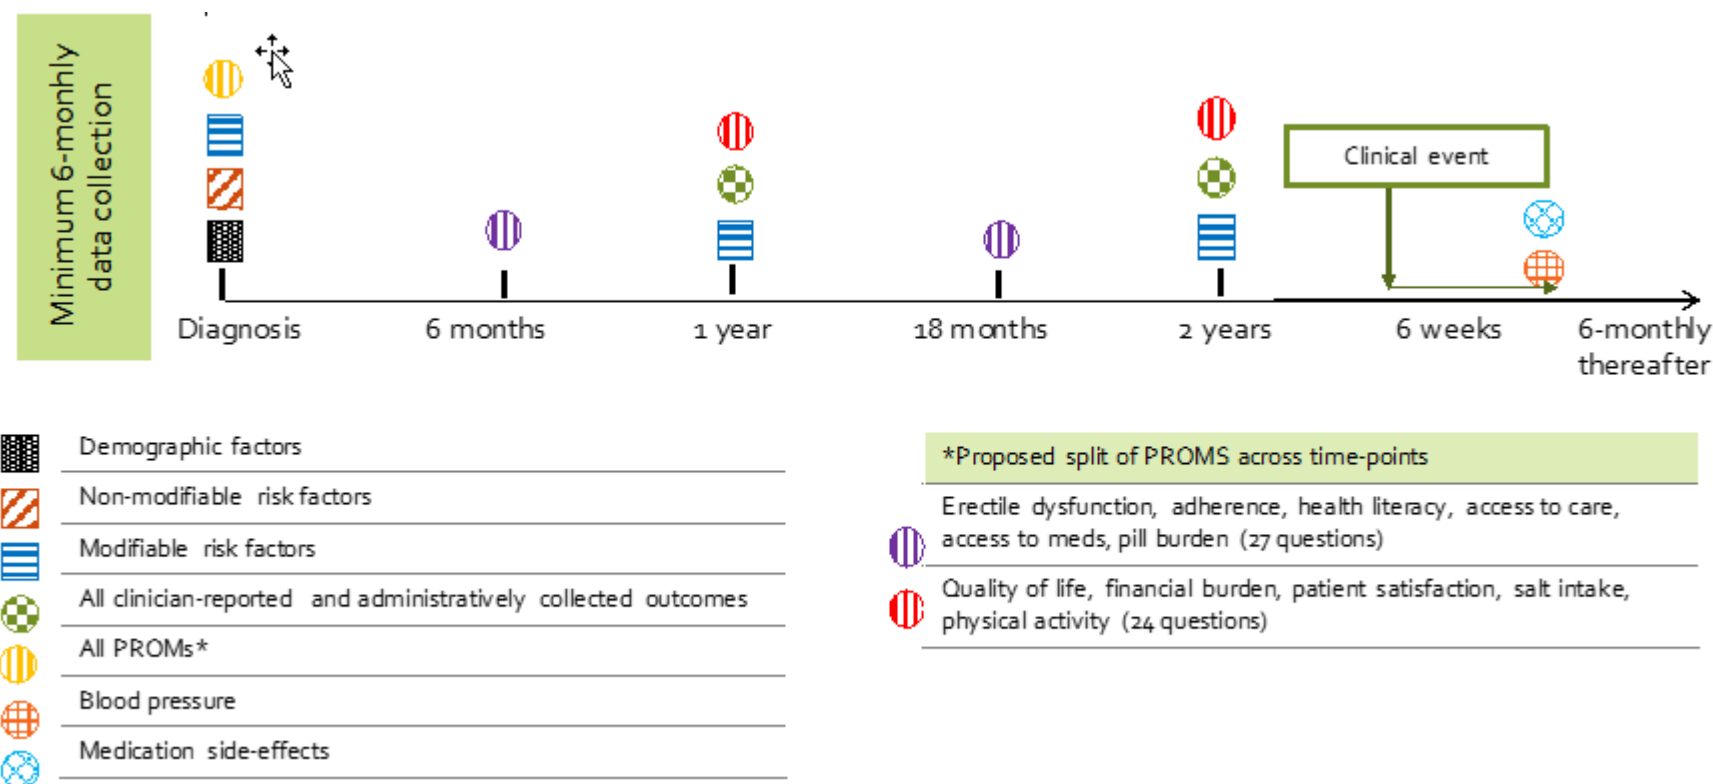 Minimum 6-monhly
data collection
Clinical event
Diagnosis
6 months
1 year
18 months
2 years
6 weeks
6-monthly
thereafter
Demographic factors
Non-modifiable risk factors
Modifiable risk factors
All clinician-reported and administratively collected outcomes
All PROMs*
Blood pressure
Medication side-effects
*Proposed split of PROMS across time-points
Erectile dysfunction, adherence, health literacy, access to care,
access to meds, pill burden (27 questions)
Quality of life, financial burden, patient satisfaction, salt intake,
physical activity (24 questions)